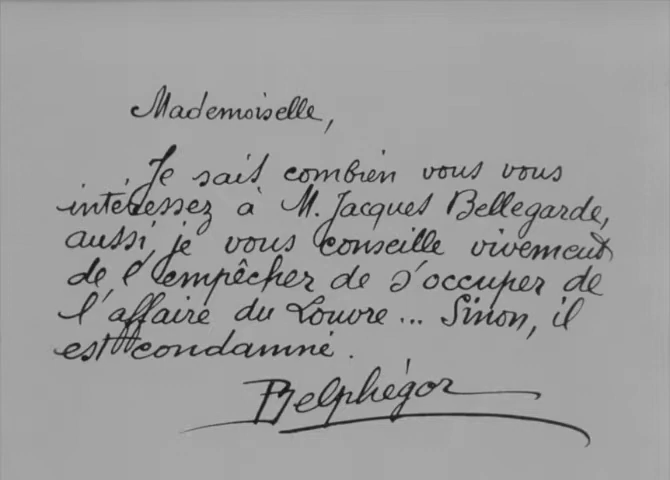 Mademoiselle,
Je sais combien vous vous
intéressez à M. Jacques Bellegarde,
aussi, je vous conseille vivement
de l'empêcher de s'occuper de
l'affaire du Louvre... Sinon, il
est condamné.
Belphégor